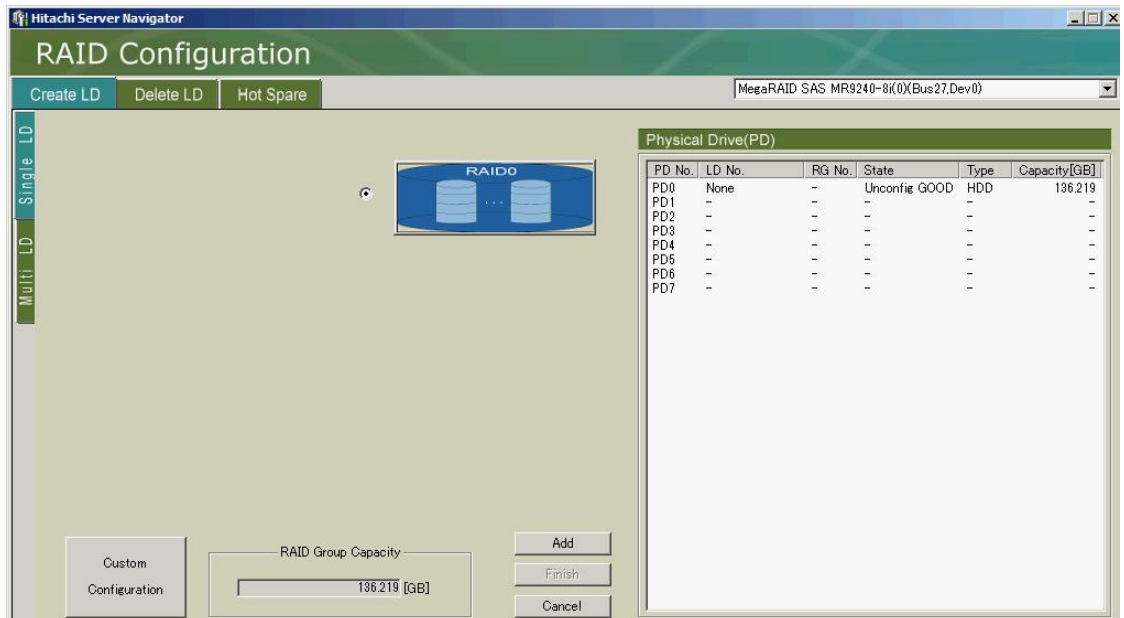 Hitachi Server Navigator
RAID Configuration
Create LD Delete LD Hot Spare
MegaRAID SAS MR9240-8i(0)(Bus27,Dev0)
Single LD
Multi LD
RAID0
...
Physical Drive(PD)
PD No. LD No. RG No. State Type Capacity[GB]
PD0 None - Unconfig GOOD HDD 136.219
PD1 - - - - -
PD2 - - - - -
PD3 - - - - -
PD4 - - - - -
PD5 - - - - -
PD6 - - - - -
PD7 - - - - -
Custom
Configuration
RAID Group Capacity
136.219 [GB]
Add
Finish
Cancel